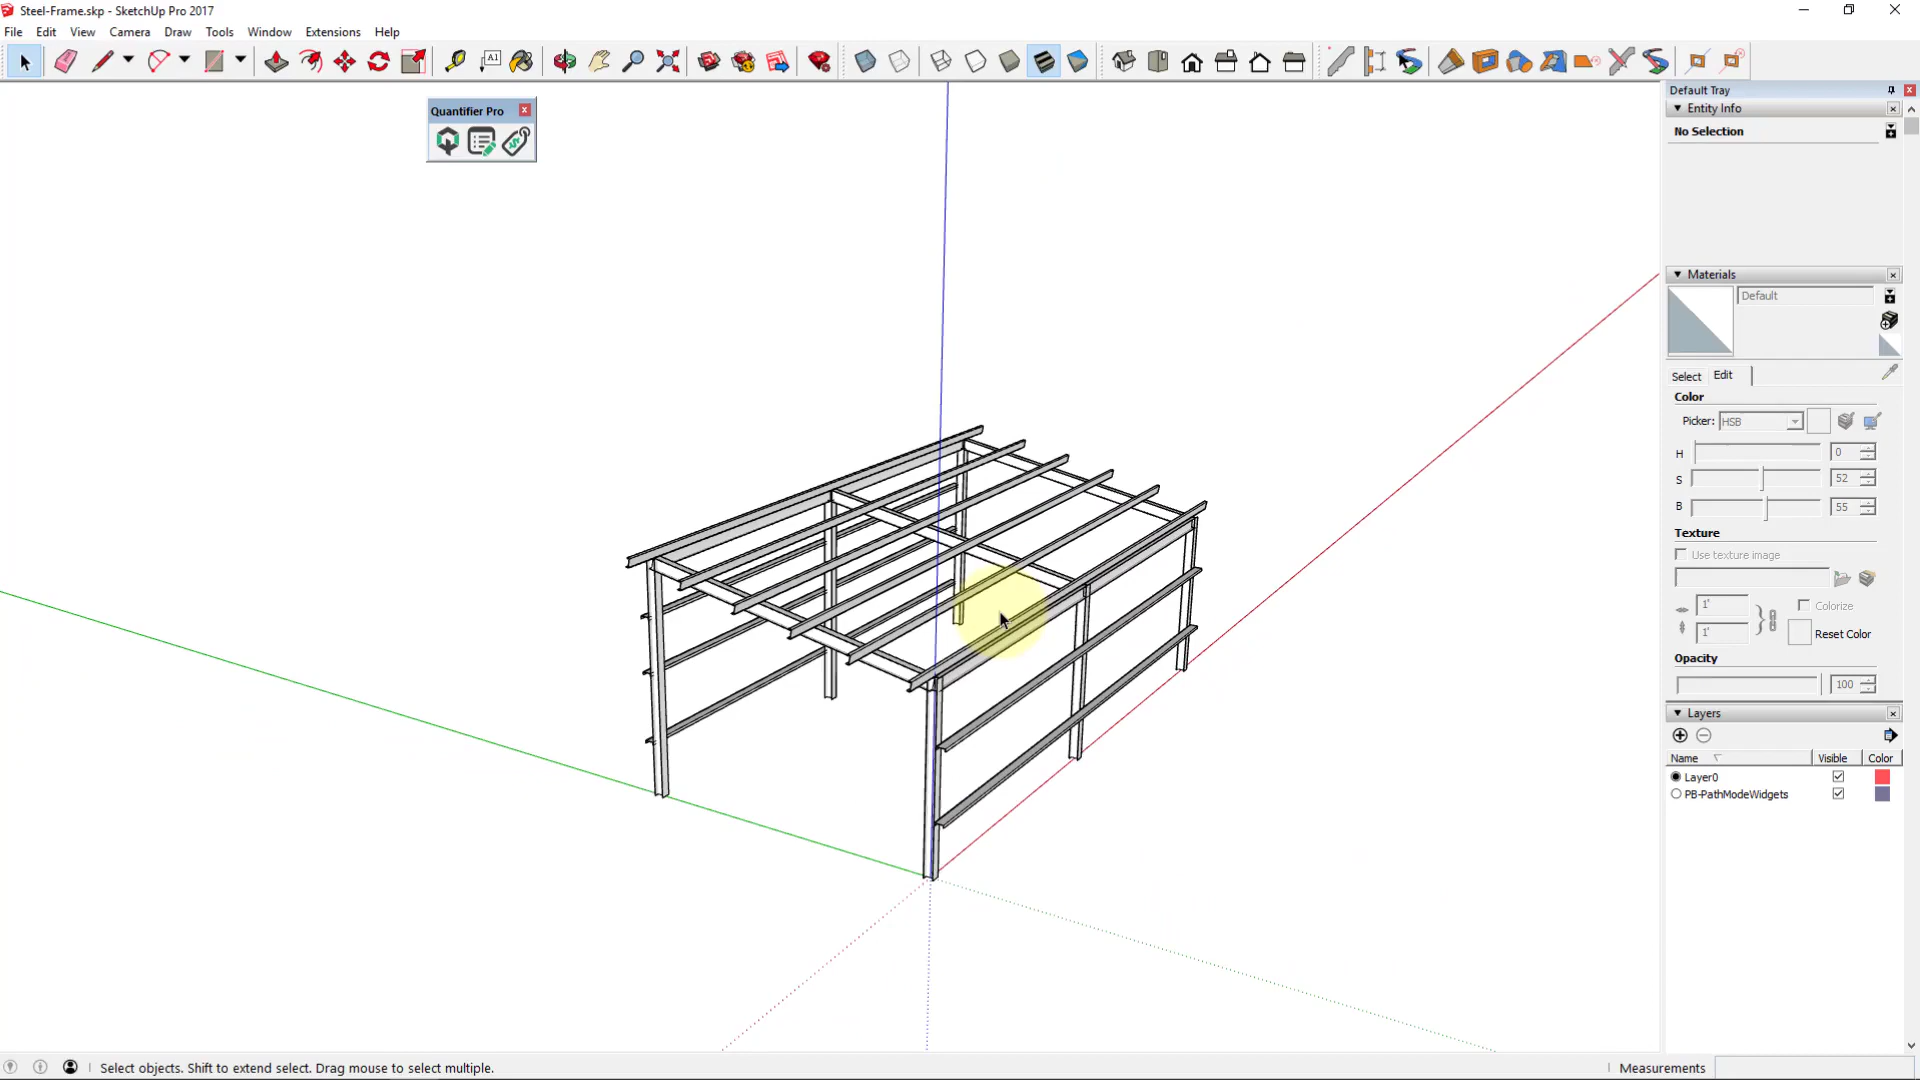 Steel-Frame.skp - SketchUp Pro 2017
File Edit View Camera Draw Tools Window Extensions Help
A1
Quantifier Pro
Default Tray
Entity Info
No Selection
Materials
Default
Select Edit
Color
Picker: HSB
H 0
S 52
B 55
Texture
Use texture image
1'
Colorize
1'
Reset Color
Opacity
100
Layers
Name Visible Color
Layer0
PB-PathModeWidgets
Select objects. Shift to extend select. Drag mouse to select multiple.
Measurements